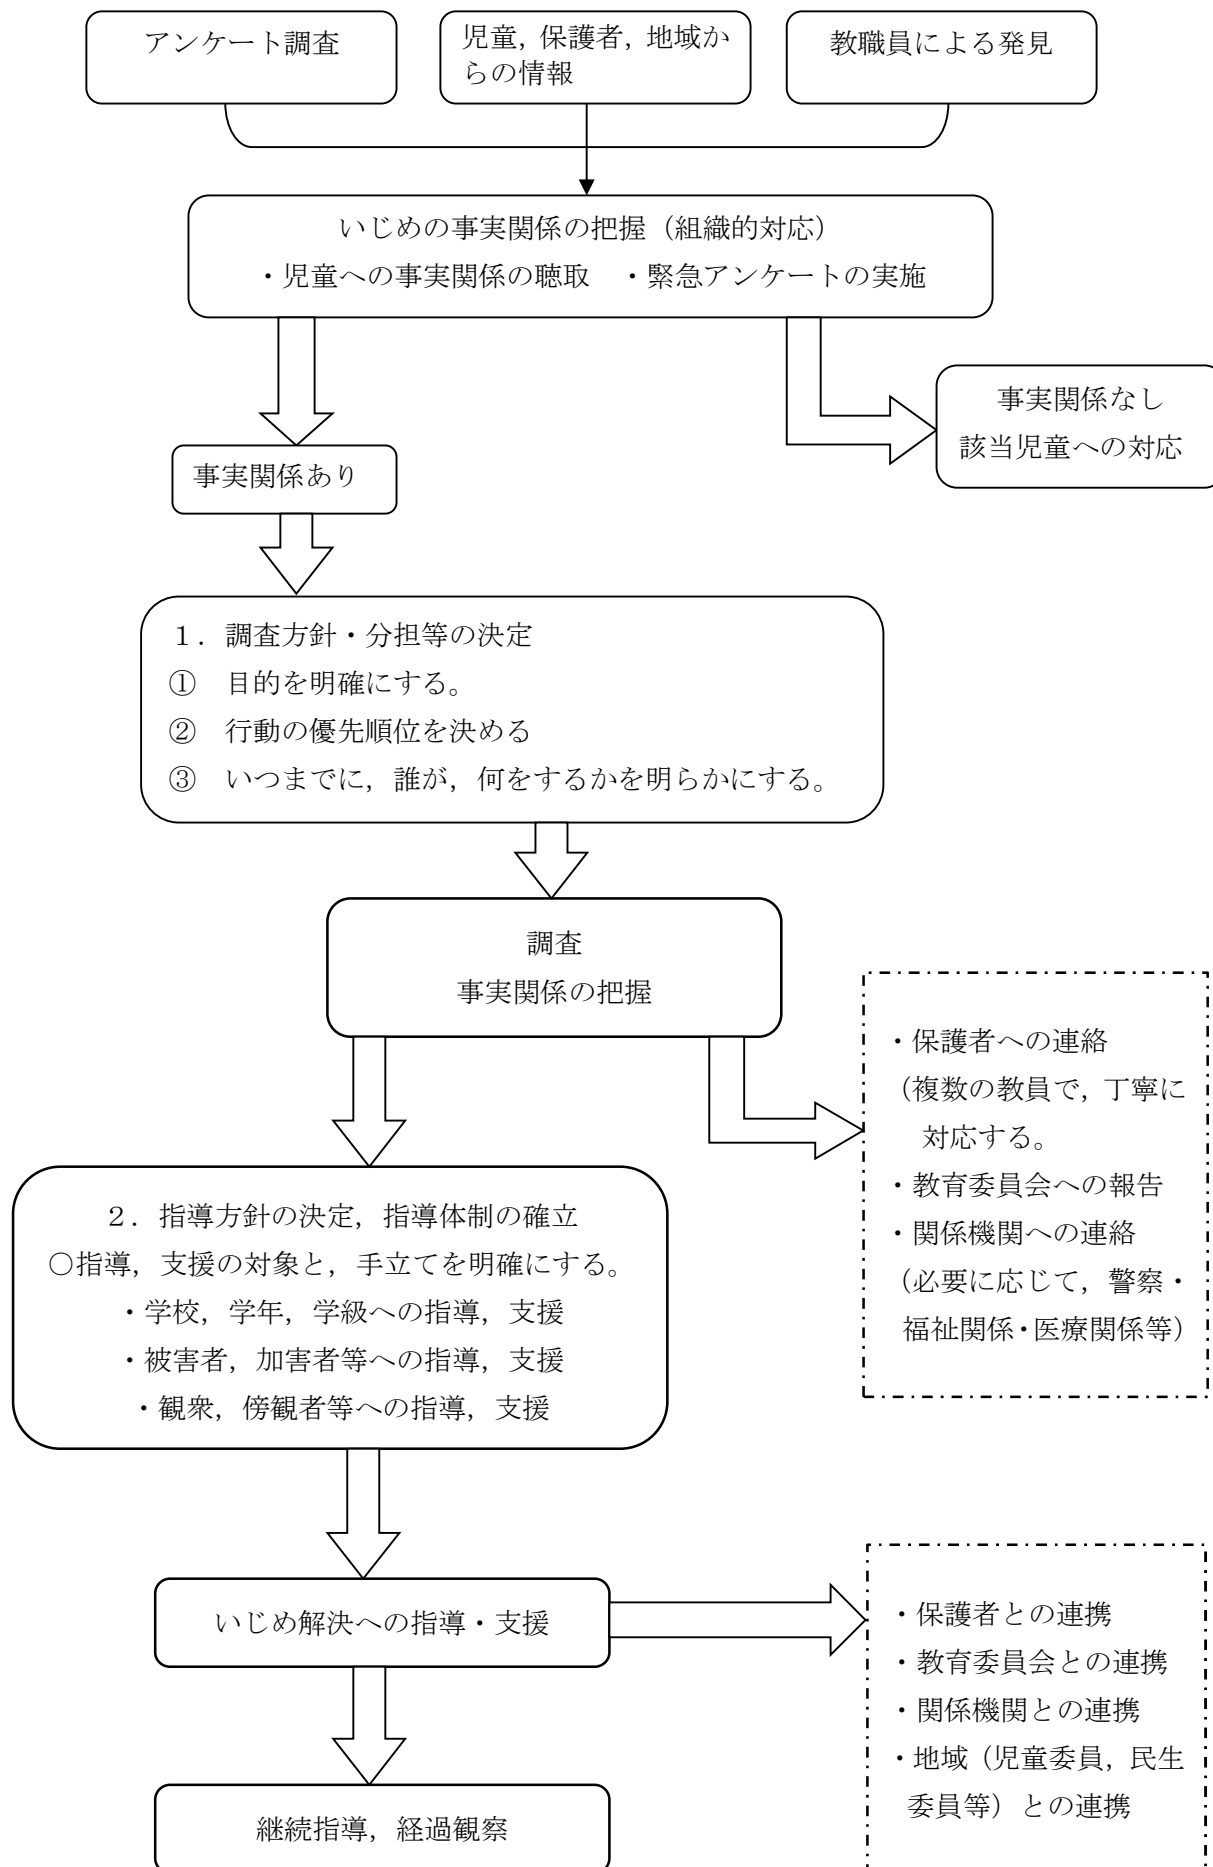 アンケート調査
児童，保護者，地域か
らの情報
教職員による発見
いじめの事実関係の把握（組織的対応）
・児童への事実関係の聴取　・緊急アンケートの実施
事実関係なし
該当児童への対応
事実関係あり
１．調査方針・分担等の決定
①　目的を明確にする。
②　行動の優先順位を決める
③　いつまでに，誰が，何をするかを明らかにする。
調査
事実関係の把握
・保護者への連絡
（複数の教員で，丁寧に
対応する。
・教育委員会への報告
・関係機関への連絡
（必要に応じて，警察・
福祉関係・医療関係等）
２．指導方針の決定，指導体制の確立
○指導，支援の対象と，手立てを明確にする。
・学校，学年，学級への指導，支援
・被害者，加害者等への指導，支援
・観衆，傍観者等への指導，支援
いじめ解決への指導・支援
・保護者との連携
・教育委員会との連携
・関係機関との連携
・地域（児童委員，民生
委員等）との連携
継続指導，経過観察